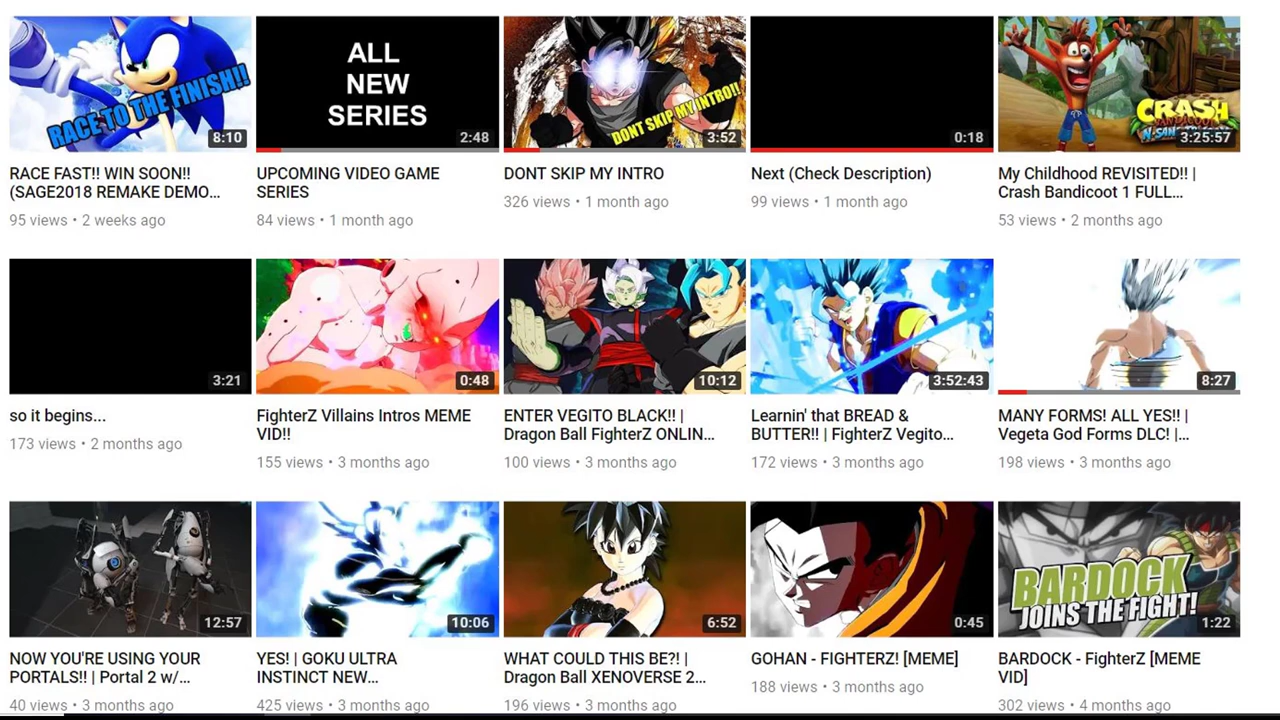 RACE TO THE FINISH!!
8:10
ALL
NEW
SERIES
2:48
DONT SKIP MY INTRO!!
3:52
0:18
CRASH
BANDICOOT
N. SANE TRILOGY
3:25:57
RACE FAST!! WIN SOON!!
(SAGE2018 REMAKE DEMO...
95 views • 2 weeks ago
UPCOMING VIDEO GAME
SERIES
84 views • 1 month ago
DONT SKIP MY INTRO
326 views • 1 month ago
Next (Check Description)
99 views • 1 month ago
My Childhood REVISITED!! |
Crash Bandicoot 1 FULL...
53 views • 2 months ago
3:21
0:48
10:12
3:52:43
8:27
so it begins...
173 views • 2 months ago
FighterZ Villains Intros MEME
VID!!
155 views • 3 months ago
ENTER VEGITO BLACK!! |
Dragon Ball FighterZ ONLIN...
100 views • 3 months ago
Learnin' that BREAD &
BUTTER!! | FighterZ Vegito...
172 views • 3 months ago
MANY FORMS! ALL YES!! |
Vegeta God Forms DLC! |...
198 views • 3 months ago
12:57
10:06
6:52
0:45
BARDOCK
JOINS THE FIGHT!
1:22
NOW YOU'RE USING YOUR
PORTALS!! | Portal 2 w/...
40 views • 3 months ago
YES! | GOKU ULTRA
INSTINCT NEW...
425 views • 3 months ago
WHAT COULD THIS BE?! |
Dragon Ball XENOVERSE 2...
196 views • 3 months ago
GOHAN - FIGHTERZ! [MEME]
188 views • 3 months ago
BARDOCK - FighterZ [MEME
VID]
302 views • 4 months ago